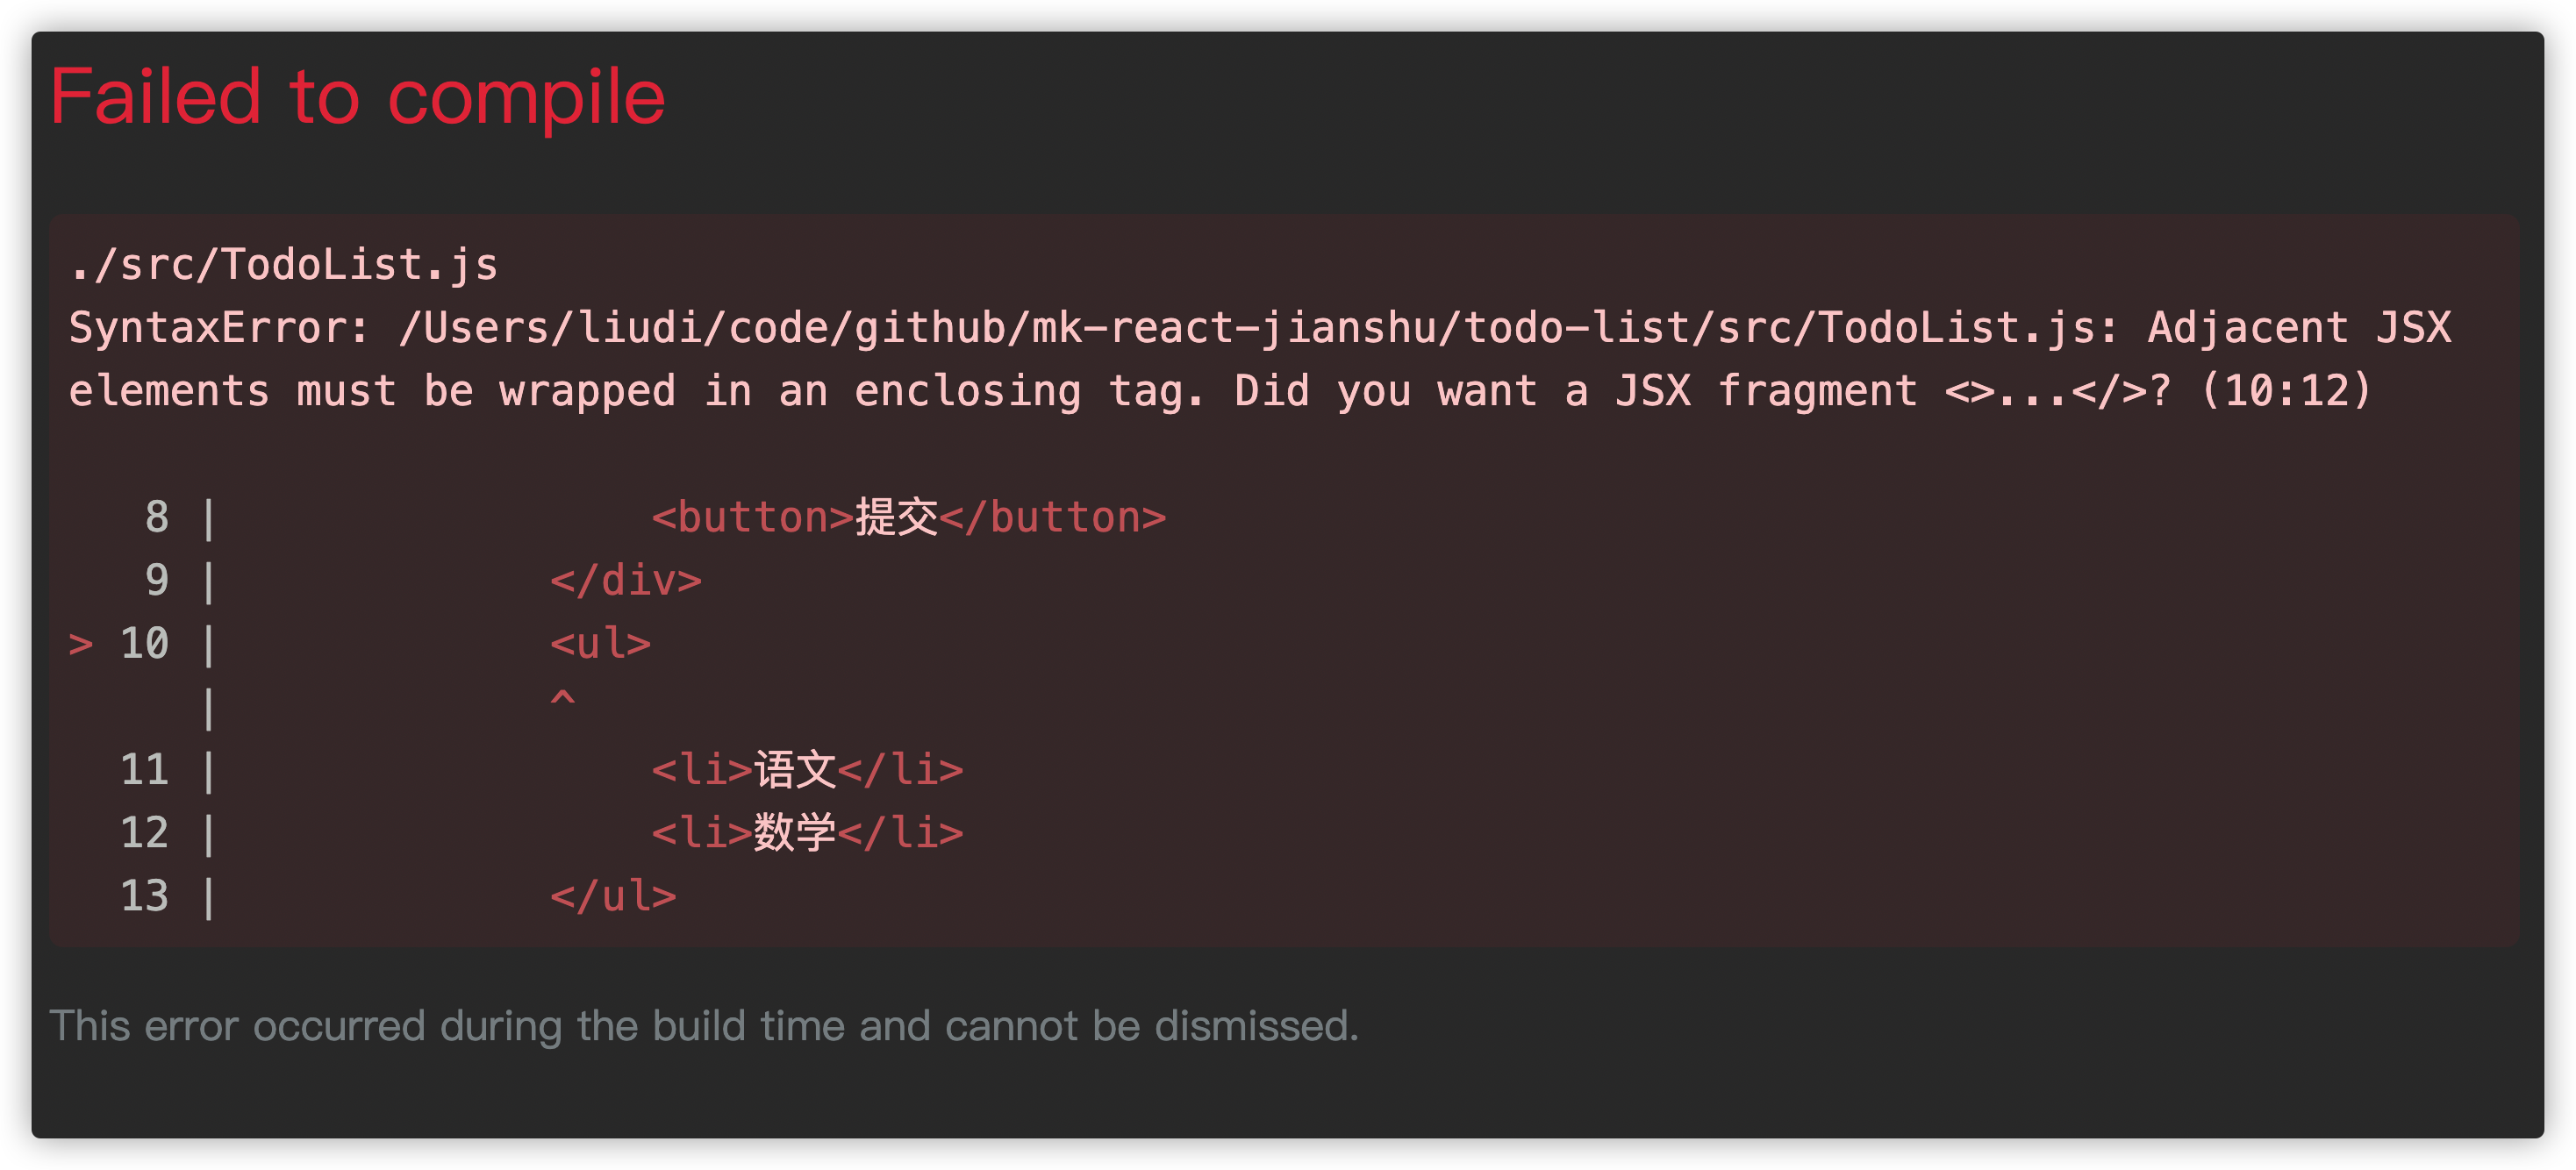 Failed to compile
./src/TodoList.js
SyntaxError: /Users/liudi/code/github/mk-react-jianshu/todo-list/src/TodoList.js: Adjacent JSX
elements must be wrapped in an enclosing tag. Did you want a JSX fragment <>...</>? (10:12)
8 | <button>提交</button>
9 | </div>
> 10 | <ul>
| ^
11 | <li>语文</li>
12 | <li>数学</li>
13 | </ul>
This error occurred during the build time and cannot be dismissed.